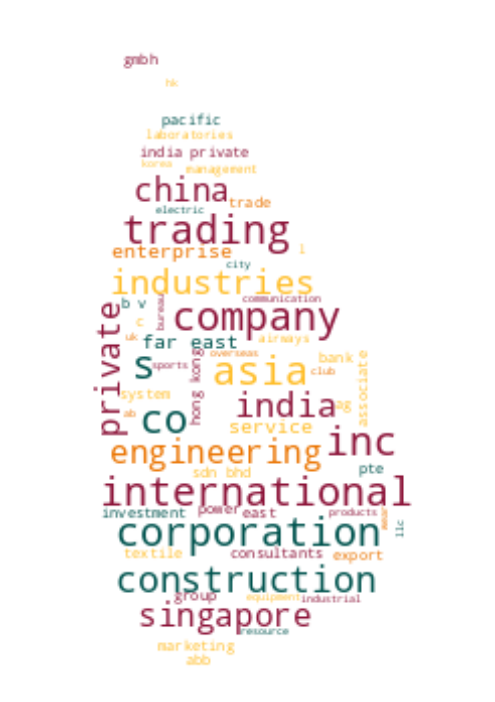 gmbh
hk
pacific
laboratories
india private
korea
management
china
trade
electric
trading
enterprise
l
city
industries
communication
b v
bureau
company
private
c
uk
far east
airways
overseas
s
sports
hong kong
asia
bank
club
associate
system
ab
co
india
ag
service
engineering
inc
sdn bhd
pte
international
investment
power
east
products
wear
llc
corporation
textile
consultants
export
construction
group
equipment
industrial
singapore
resource
marketing
abb